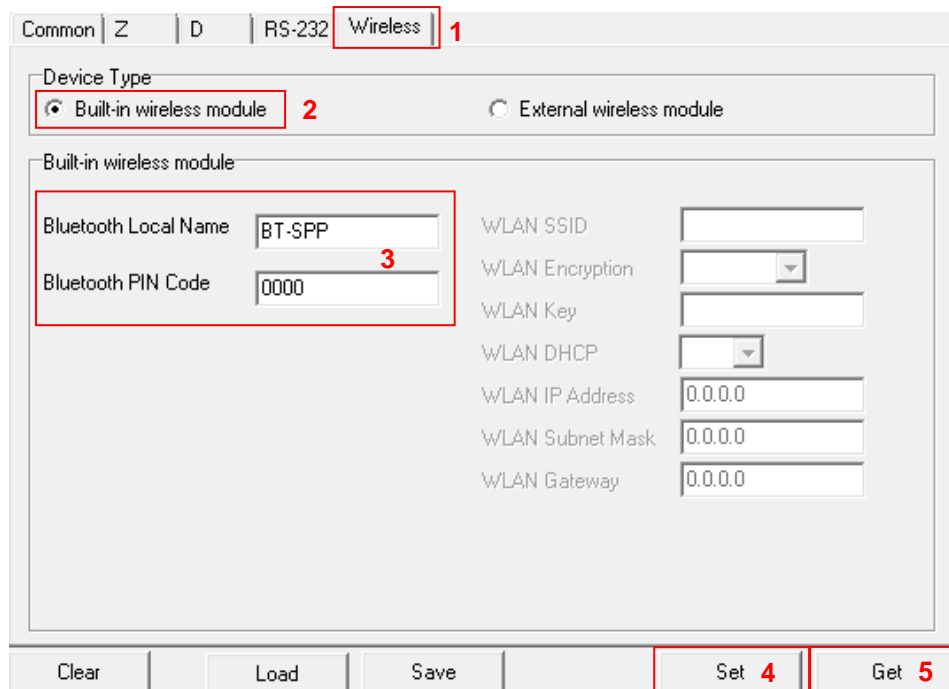 Common Z D RS-232 Wireless 1
Device Type
Built-in wireless module 2 External wireless module
Built-in wireless module
Bluetooth Local Name BT-SPP
3
Bluetooth PIN Code 0000
WLAN SSID
WLAN Encryption
WLAN Key
WLAN DHCP
WLAN IP Address 0.0.0.0
WLAN Subnet Mask 0.0.0.0
WLAN Gateway 0.0.0.0
Clear Load Save Set 4 Get 5